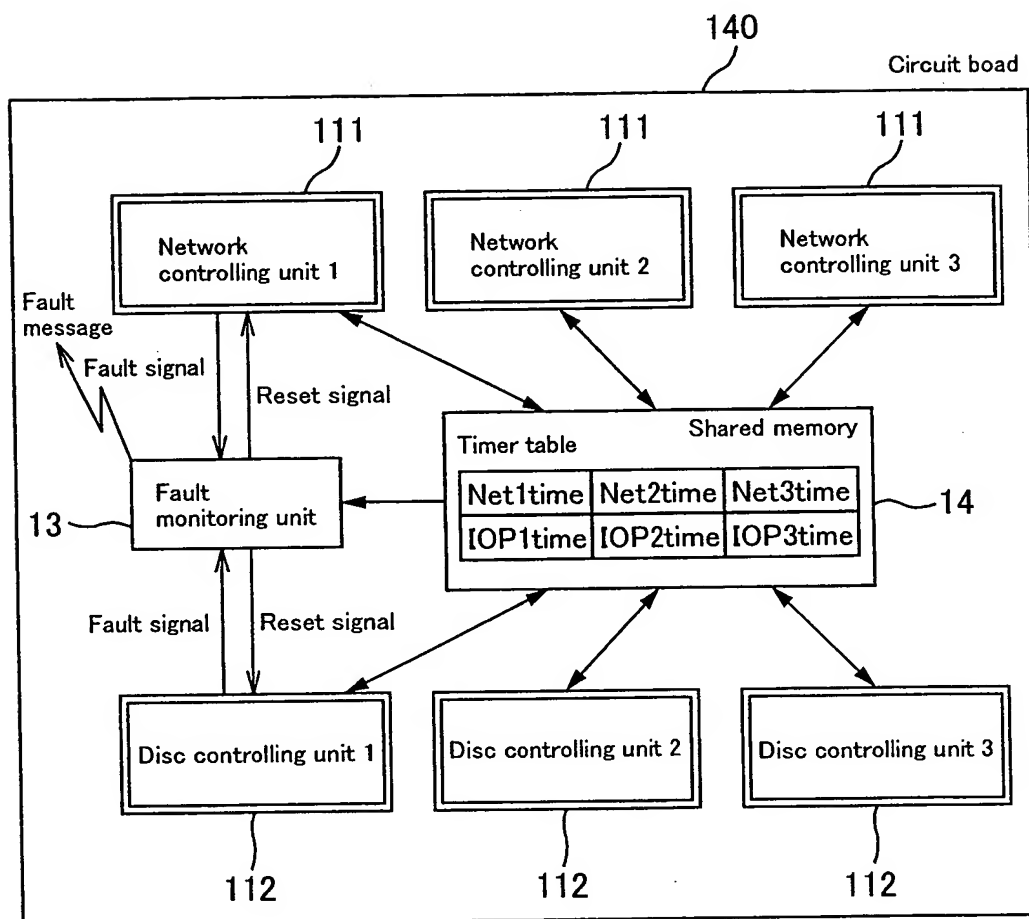 140
Circuit boad
111
111
111
Network
controlling unit 1
Network
controlling unit 2
Network
controlling unit 3
Fault
message
Fault signal
Reset signal
Shared memory
Timer table
Net1time
Net2time
Net3time
IOP1time
IOP2time
IOP3time
14
Fault
monitoring unit
13
Fault signal
Reset signal
Disc controlling unit 1
Disc controlling unit 2
Disc controlling unit 3
112
112
112